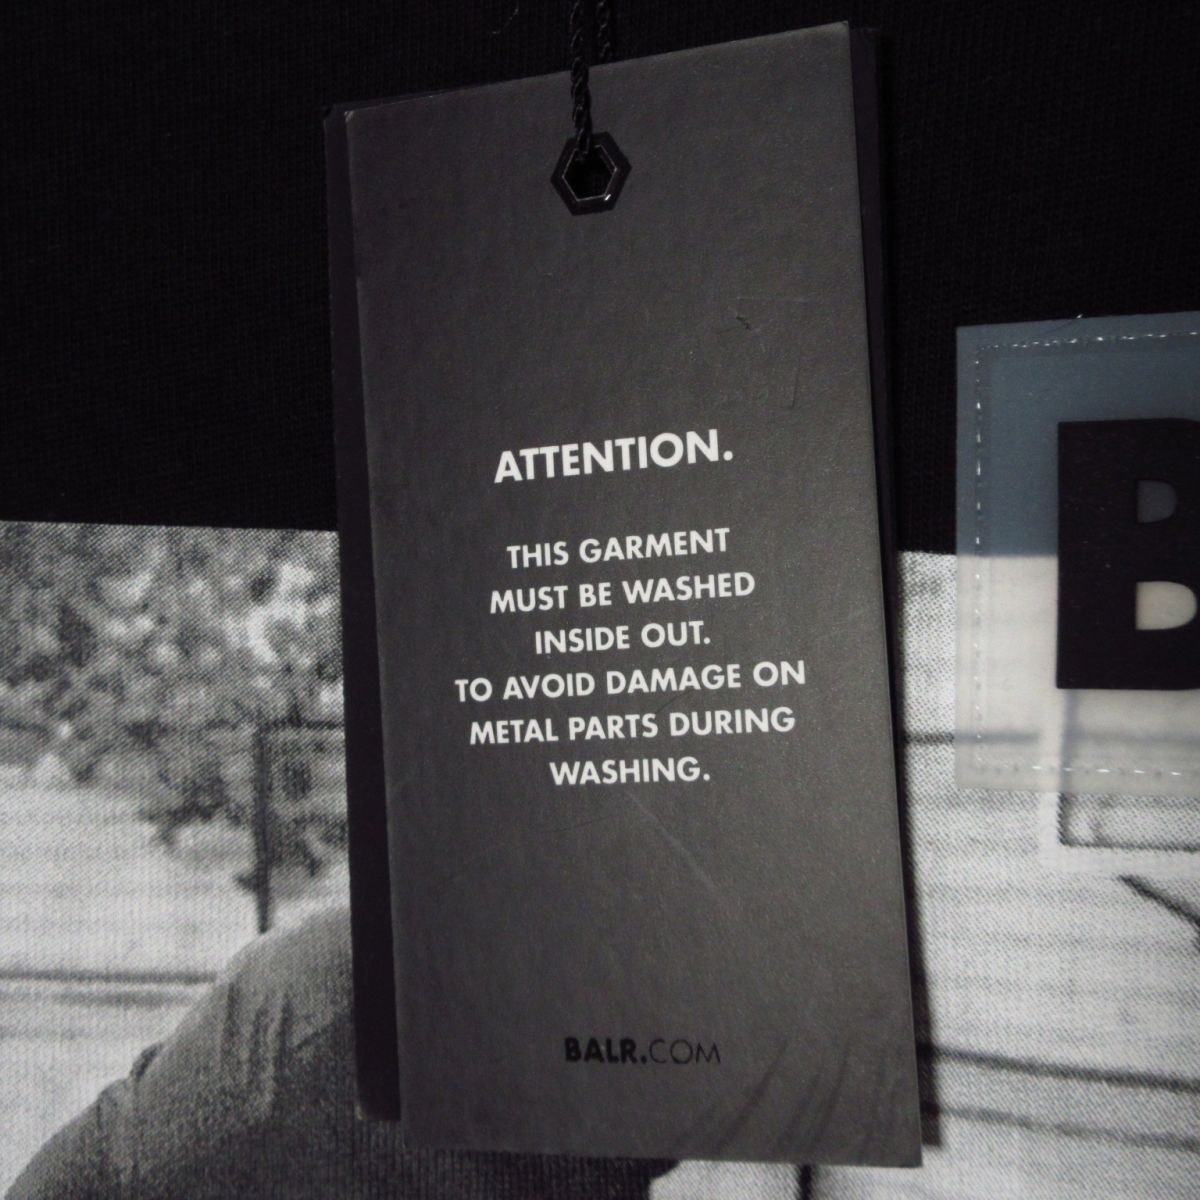 ATTENTION.
THIS GARMENT
MUST BE WASHED
INSIDE OUT.
TO AVOID DAMAGE ON
METAL PARTS DURING
WASHING.
BALR.COM
B